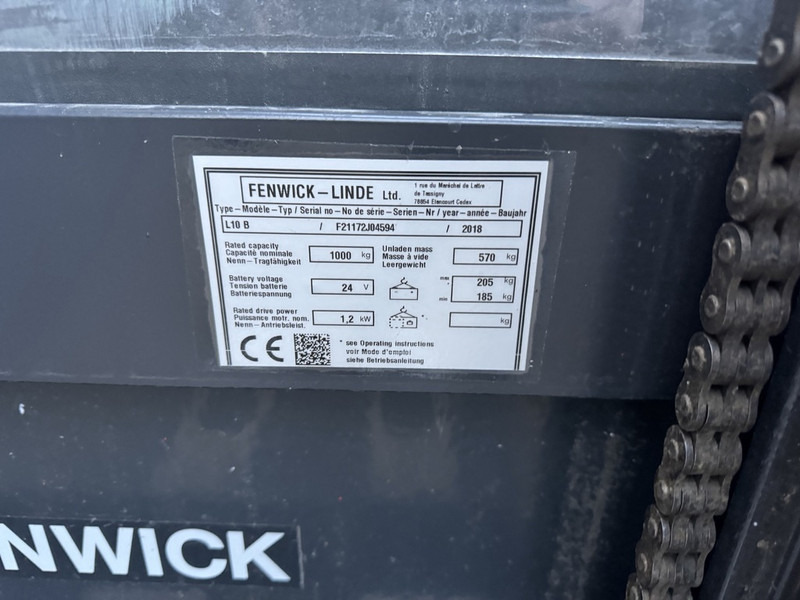 FENWICK-LINDE Ltd.
1 rue du Maréchal de Lattre
de Tassigny
78854 Elancourt Cedex
Type-Modèle-Typ / Serial no-No de série-Serien-Nr / year-année-Baujahr
L10 B / F21172J04594 / 2018
Rated capacity
Capacité nominale
Nenn-Tragfähigkeit
1000 kg
Unladen mass
Masse à vide
Leergewicht
570 kg
Battery voltage
Tension batterie
Batteriespannung
24 V
max 205 kg
min 185 kg
Rated drive power
Puissance motr. nom.
Nenn-Antriebsleist.
1,2 kW
kg
CE
* see Operating instructions
voir Mode d'emploi
siehe Betriebsanleitung
NWICK